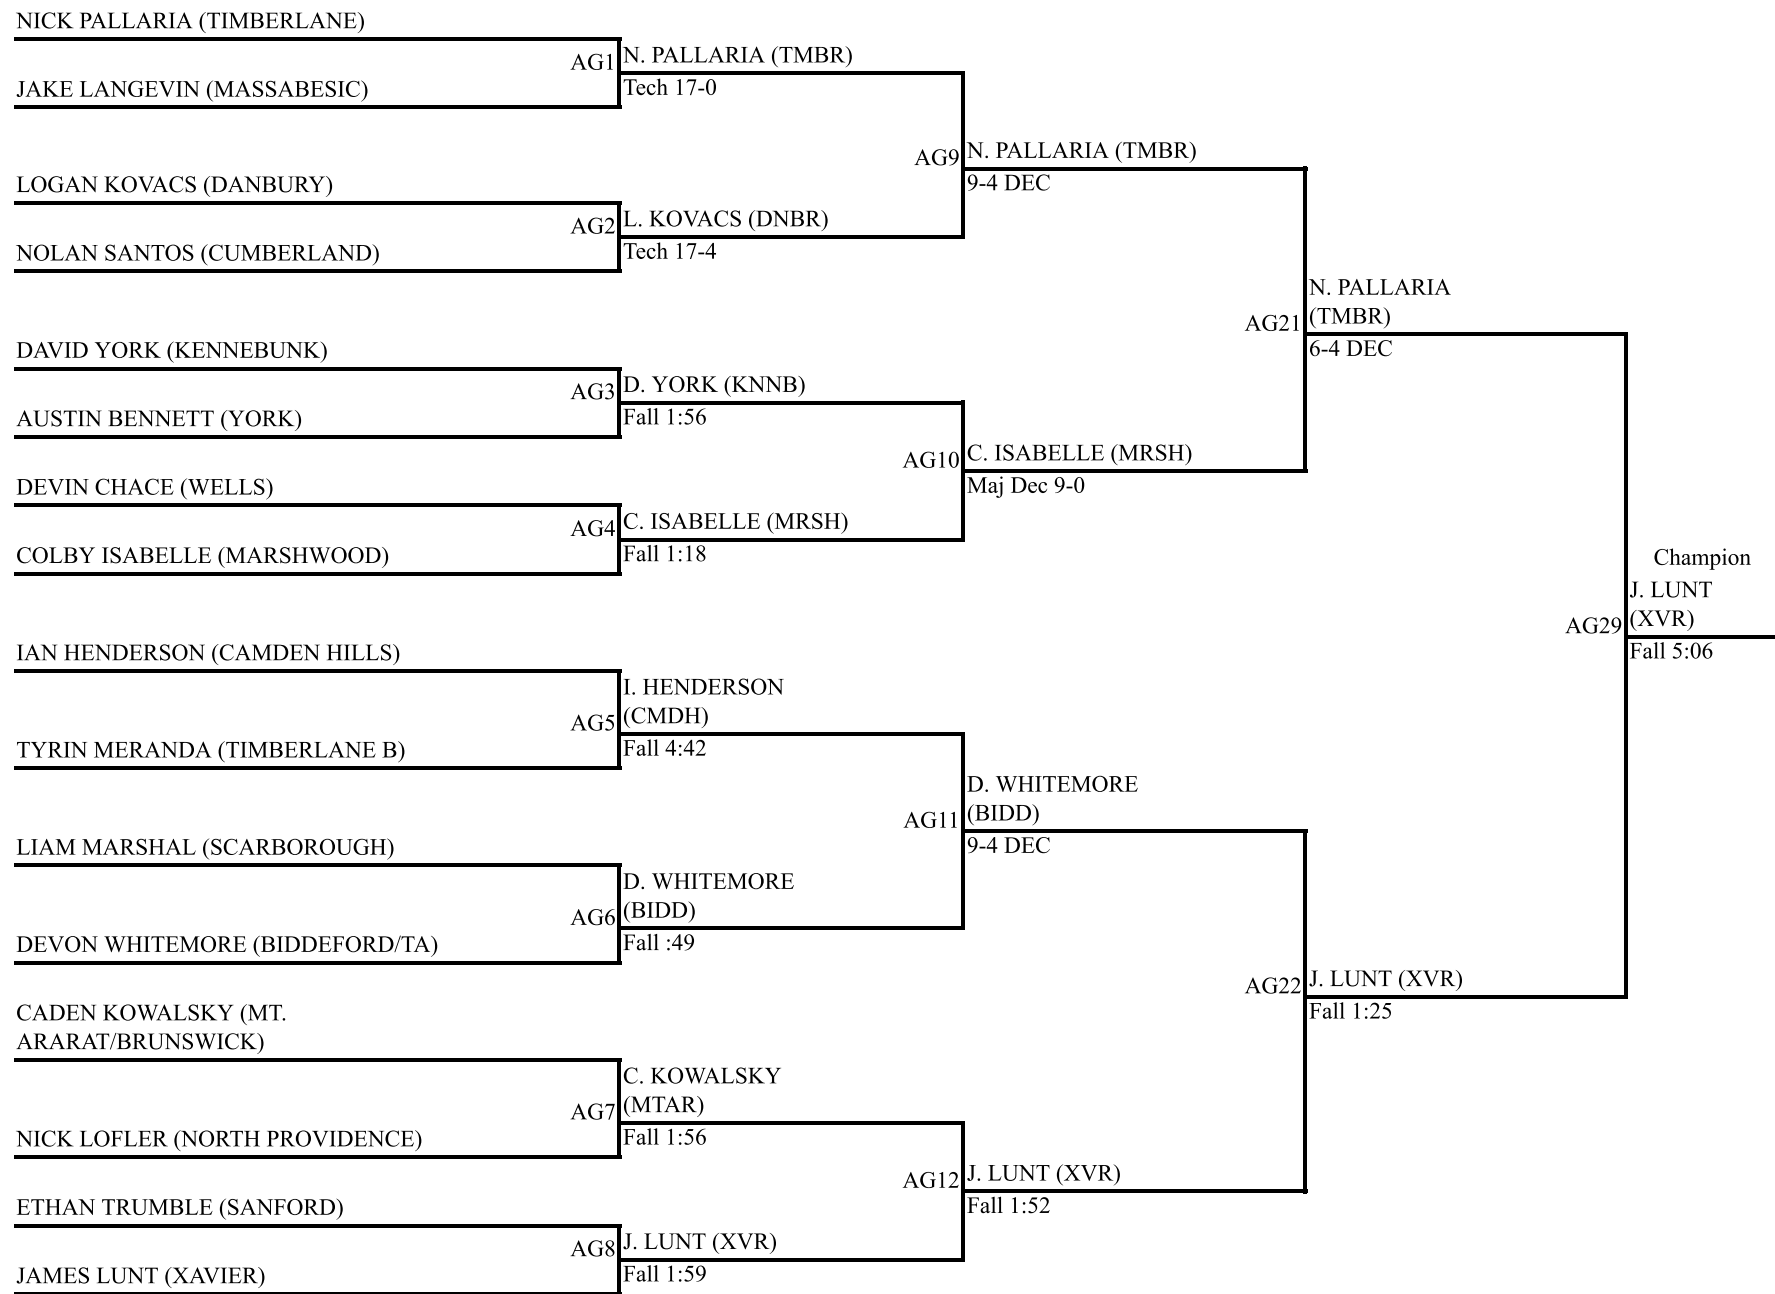 NICK PALLARIA (TIMBERLANE)
AG1
N. PALLARIA (TMBR)
Tech 17-0
JAKE LANGEVIN (MASSABESIC)
AG9
N. PALLARIA (TMBR)
9-4 DEC
LOGAN KOVACS (DANBURY)
AG2
L. KOVACS (DNBR)
Tech 17-4
NOLAN SANTOS (CUMBERLAND)
AG21
N. PALLARIA
(TMBR)
6-4 DEC
DAVID YORK (KENNEBUNK)
AG3
D. YORK (KNNB)
Fall 1:56
AUSTIN BENNETT (YORK)
AG10
C. ISABELLE (MRSH)
Maj Dec 9-0
DEVIN CHACE (WELLS)
AG4
C. ISABELLE (MRSH)
Fall 1:18
COLBY ISABELLE (MARSHWOOD)
Champion
AG29
J. LUNT
(XVR)
Fall 5:06
IAN HENDERSON (CAMDEN HILLS)
AG5
I. HENDERSON
(CMDH)
Fall 4:42
TYRIN MERANDA (TIMBERLANE B)
AG11
D. WHITEMORE
(BIDD)
9-4 DEC
LIAM MARSHAL (SCARBOROUGH)
AG6
D. WHITEMORE
(BIDD)
Fall :49
DEVON WHITEMORE (BIDDEFORD/TA)
AG22
J. LUNT (XVR)
Fall 1:25
CADEN KOWALSKY (MT.
ARARAT/BRUNSWICK)
AG7
C. KOWALSKY
(MTAR)
Fall 1:56
NICK LOFLER (NORTH PROVIDENCE)
AG12
J. LUNT (XVR)
Fall 1:52
ETHAN TRUMBLE (SANFORD)
AG8
J. LUNT (XVR)
Fall 1:59
JAMES LUNT (XAVIER)